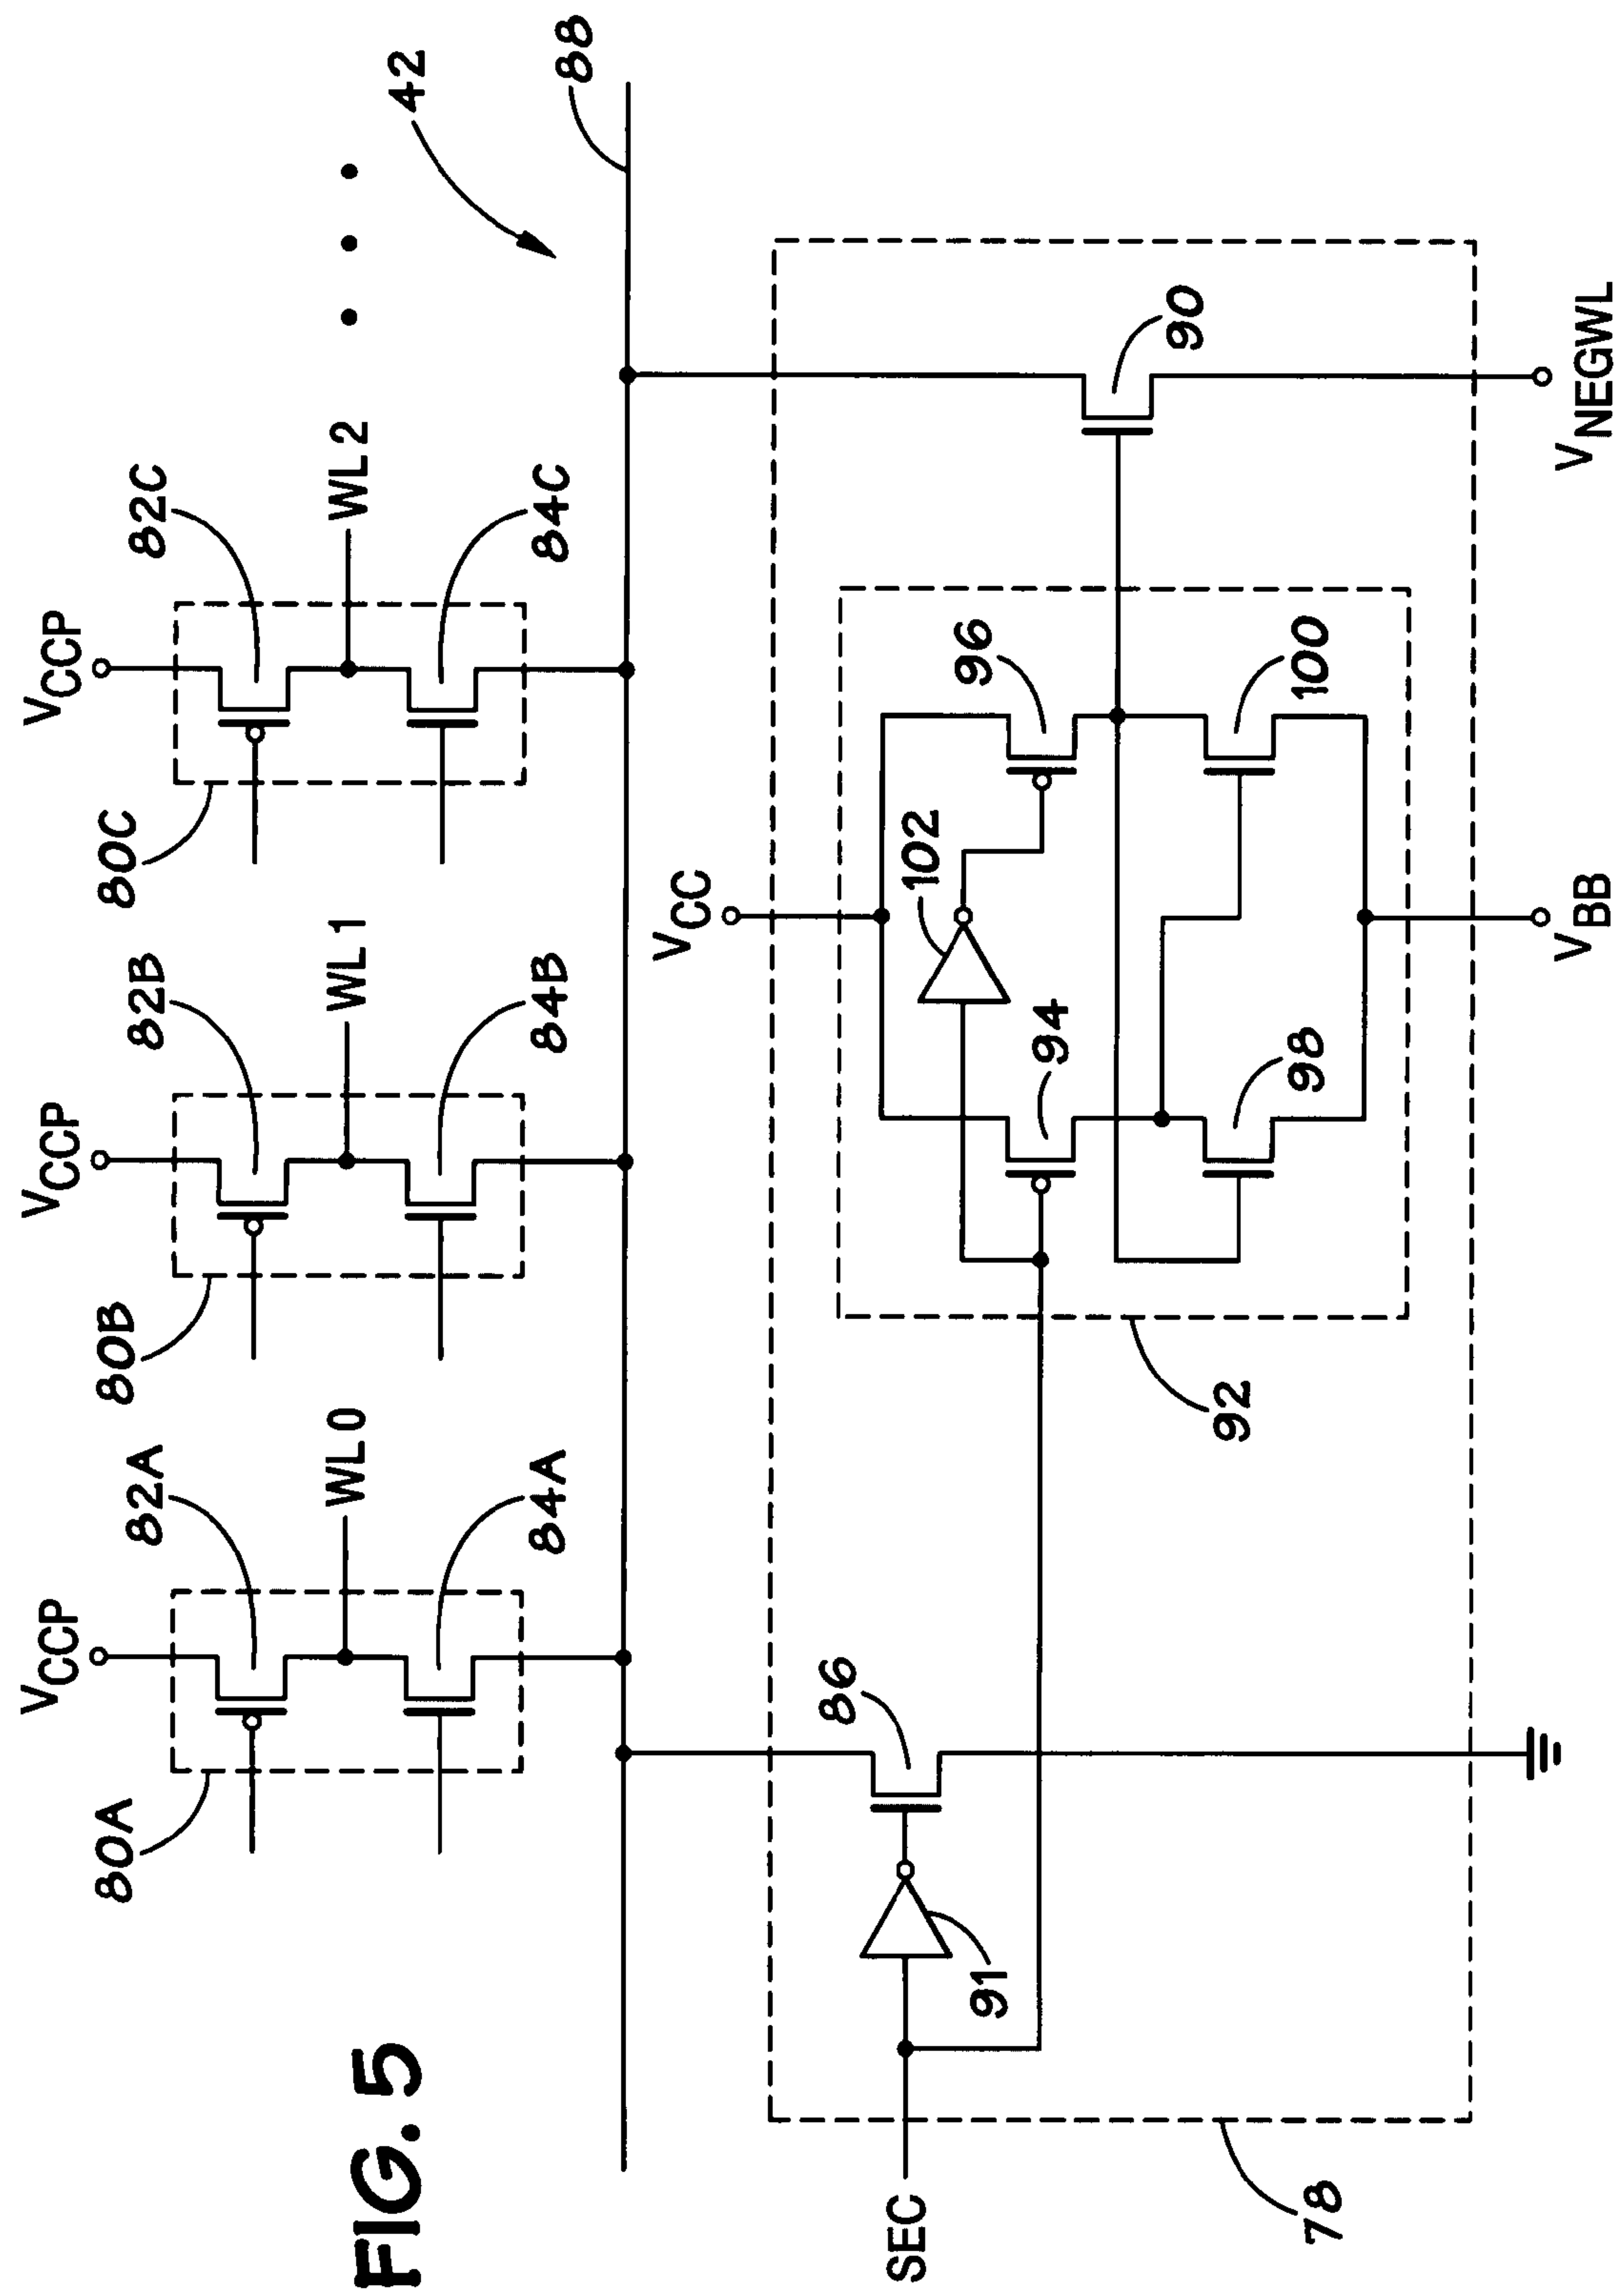 FIG. 5
42
88
VCCP
VCCP
VCCP
80A
82A
WL0
84A
80B
82B
WL1
84B
80C
82C
WL2
84C
SEC
91
86
78
VCC
102
94
96
98
100
92
90
VBB
VNEGWL